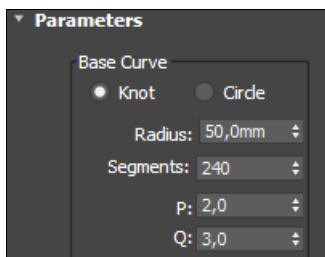 Parameters
Base Curve
Knot Circle
Radius: 50,0mm
Segments: 240
P: 2,0
Q: 3,0